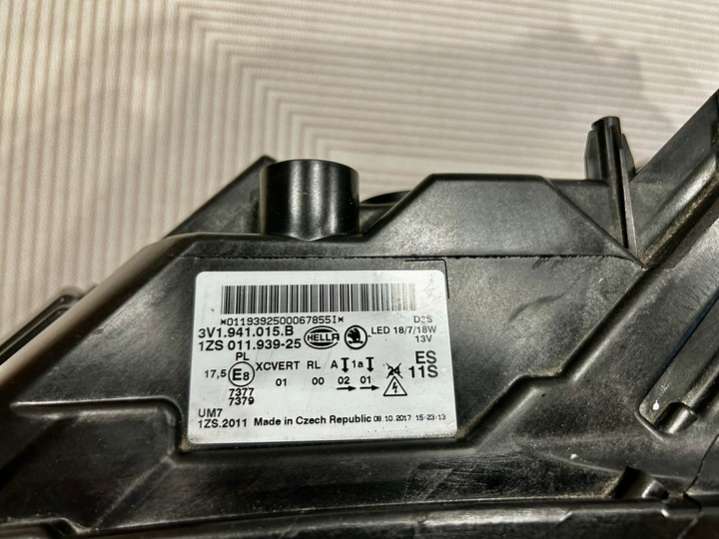 *0119392500067855I*
3V1.941.015.B
1ZS 011.939-25
HELLA
D2S
LED 18/7/18W
13V
PL
17,5 E8 XCVERT RL A 1a
01 00 02 01
7377
7379
ES
11S
UM7
1ZS.2011 Made in Czech Republic 08.10.2017 15:23:13